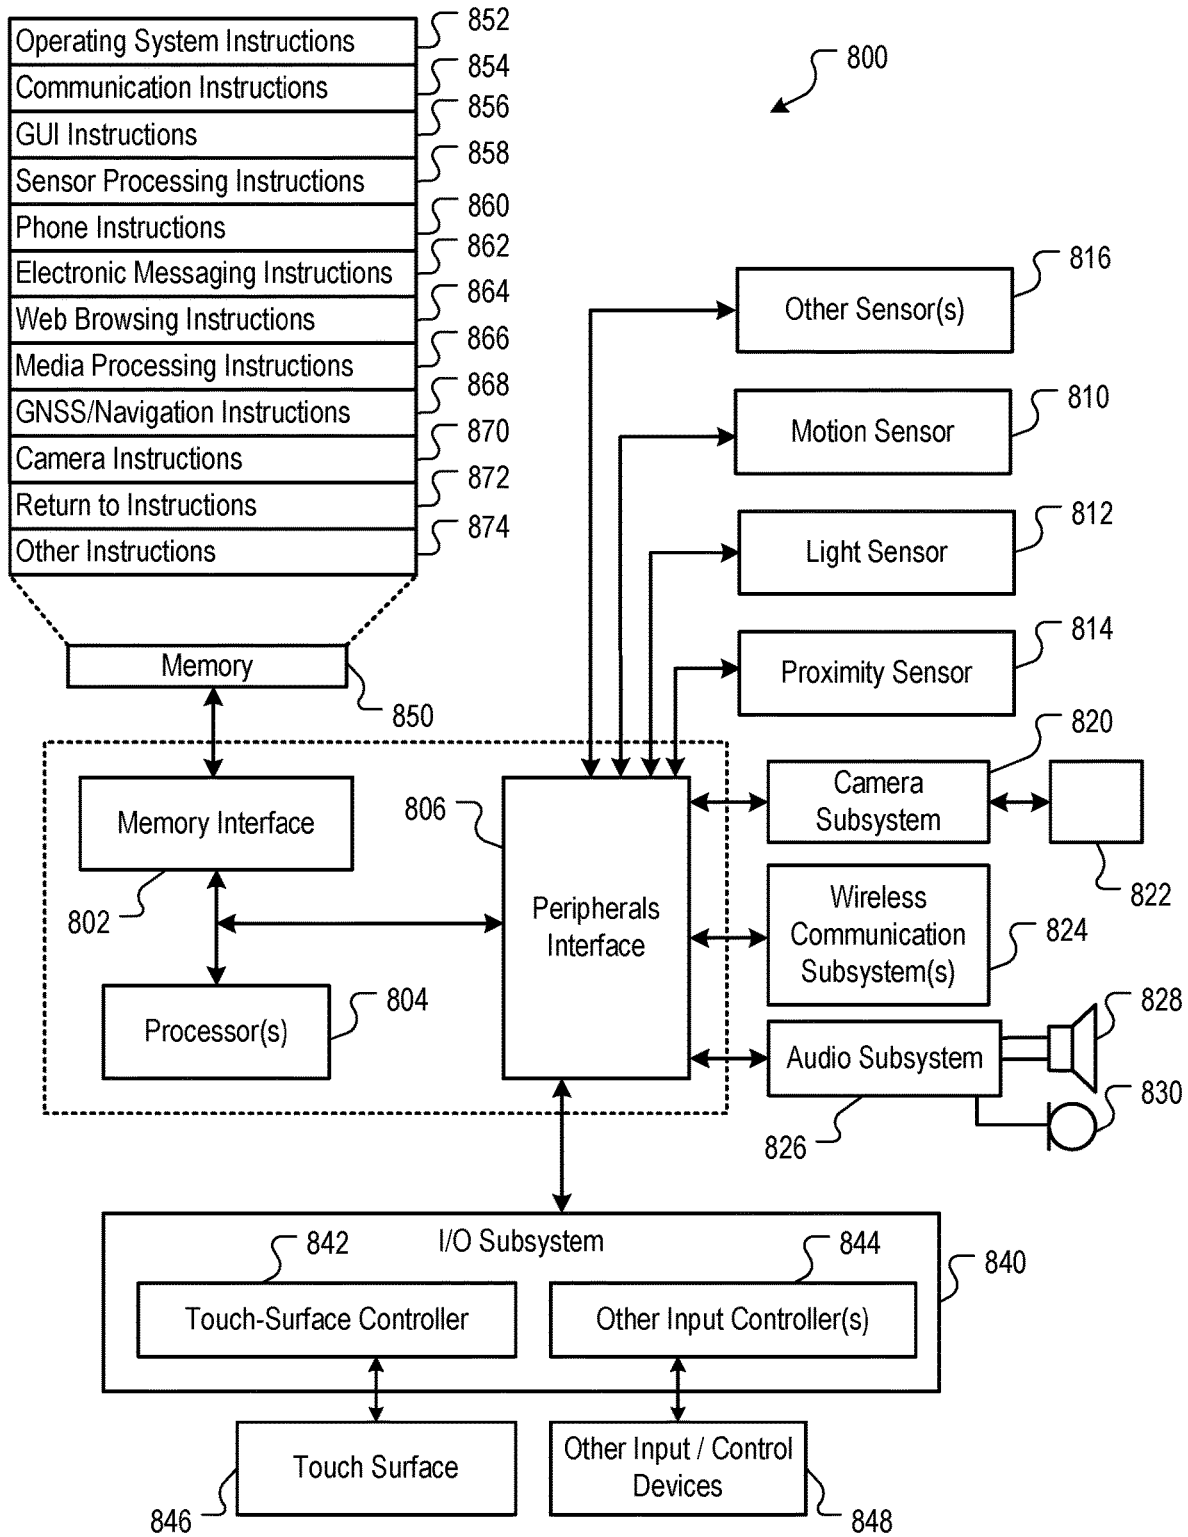 852
Operating System Instructions
800
854
Communication Instructions
856
GUI Instructions
858
Sensor Processing Instructions
860
Phone Instructions
862
Electronic Messaging Instructions
816
864
Other Sensor(s)
Web Browsing Instructions
866
Media Processing Instructions
868
810
GNSS/Navigation Instructions
870
Motion Sensor
Camera Instructions
872
Return to Instructions
812
874
Other Instructions
Light Sensor
814
Memory
Proximity Sensor
850
820
806
Camera
Subsystem
Memory Interface
822
802
Peripherals
Interface
Wireless
Communication
Subsystem(s)
824
804
Processor(s)
828
Audio Subsystem
830
826
I/O Subsystem
842
844
840
Touch-Surface Controller
Other Input Controller(s)
Touch Surface
Other Input / Control
Devices
846
848